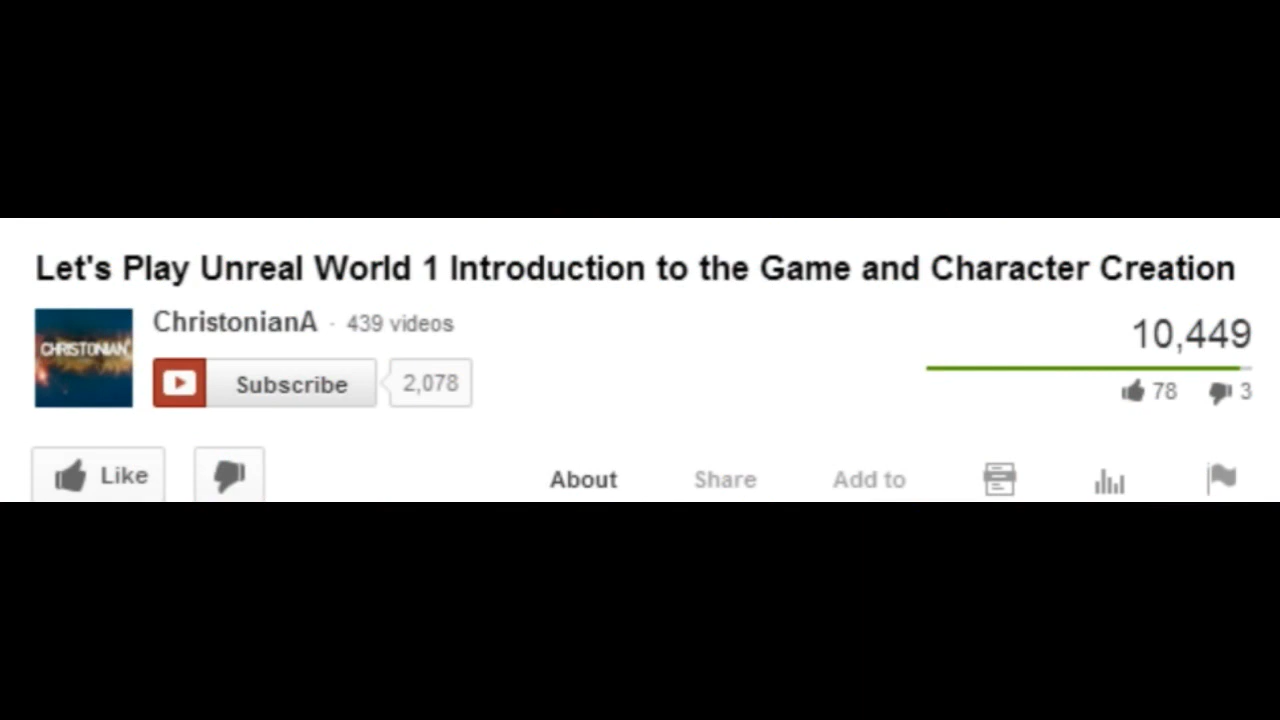 Let's Play Unreal World 1 Introduction to the Game and Character Creation
CHRISTONIAN
ChristonianA · 439 videos
Subscribe 2,078
10,449
78 3
Like
About Share Add to